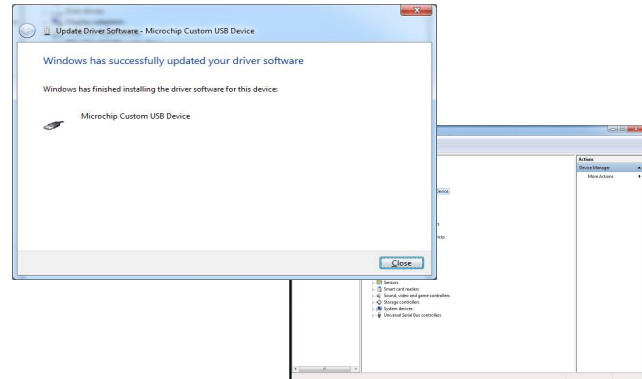 Update Driver Software - Microchip Custom USB Device
Windows has successfully updated your driver software
Windows has finished installing the driver software for this device:
Microchip Custom USB Device
Close
Actions
Device Manager
More Actions
Device
Sensors
Smart card readers
Sound, video and game controllers
Storage controllers
System devices
Universal Serial Bus controllers